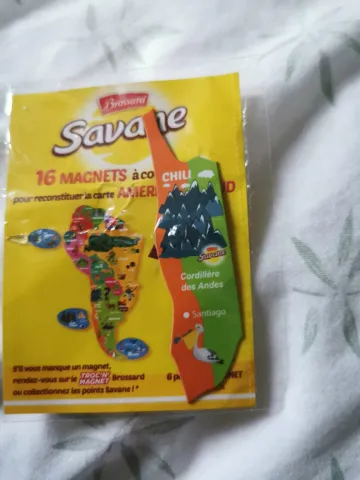 Brossard
Savane
16 MAGNETS à co
pour reconstituer la carte AMÉRI D
CHILI
Savane
Cordillère
des Andes
Santiago
S'il vous manque un magnet,
rendez-vous sur le TROC'N' MAGNET Brossard
ou collectionnez les points Savane ! *